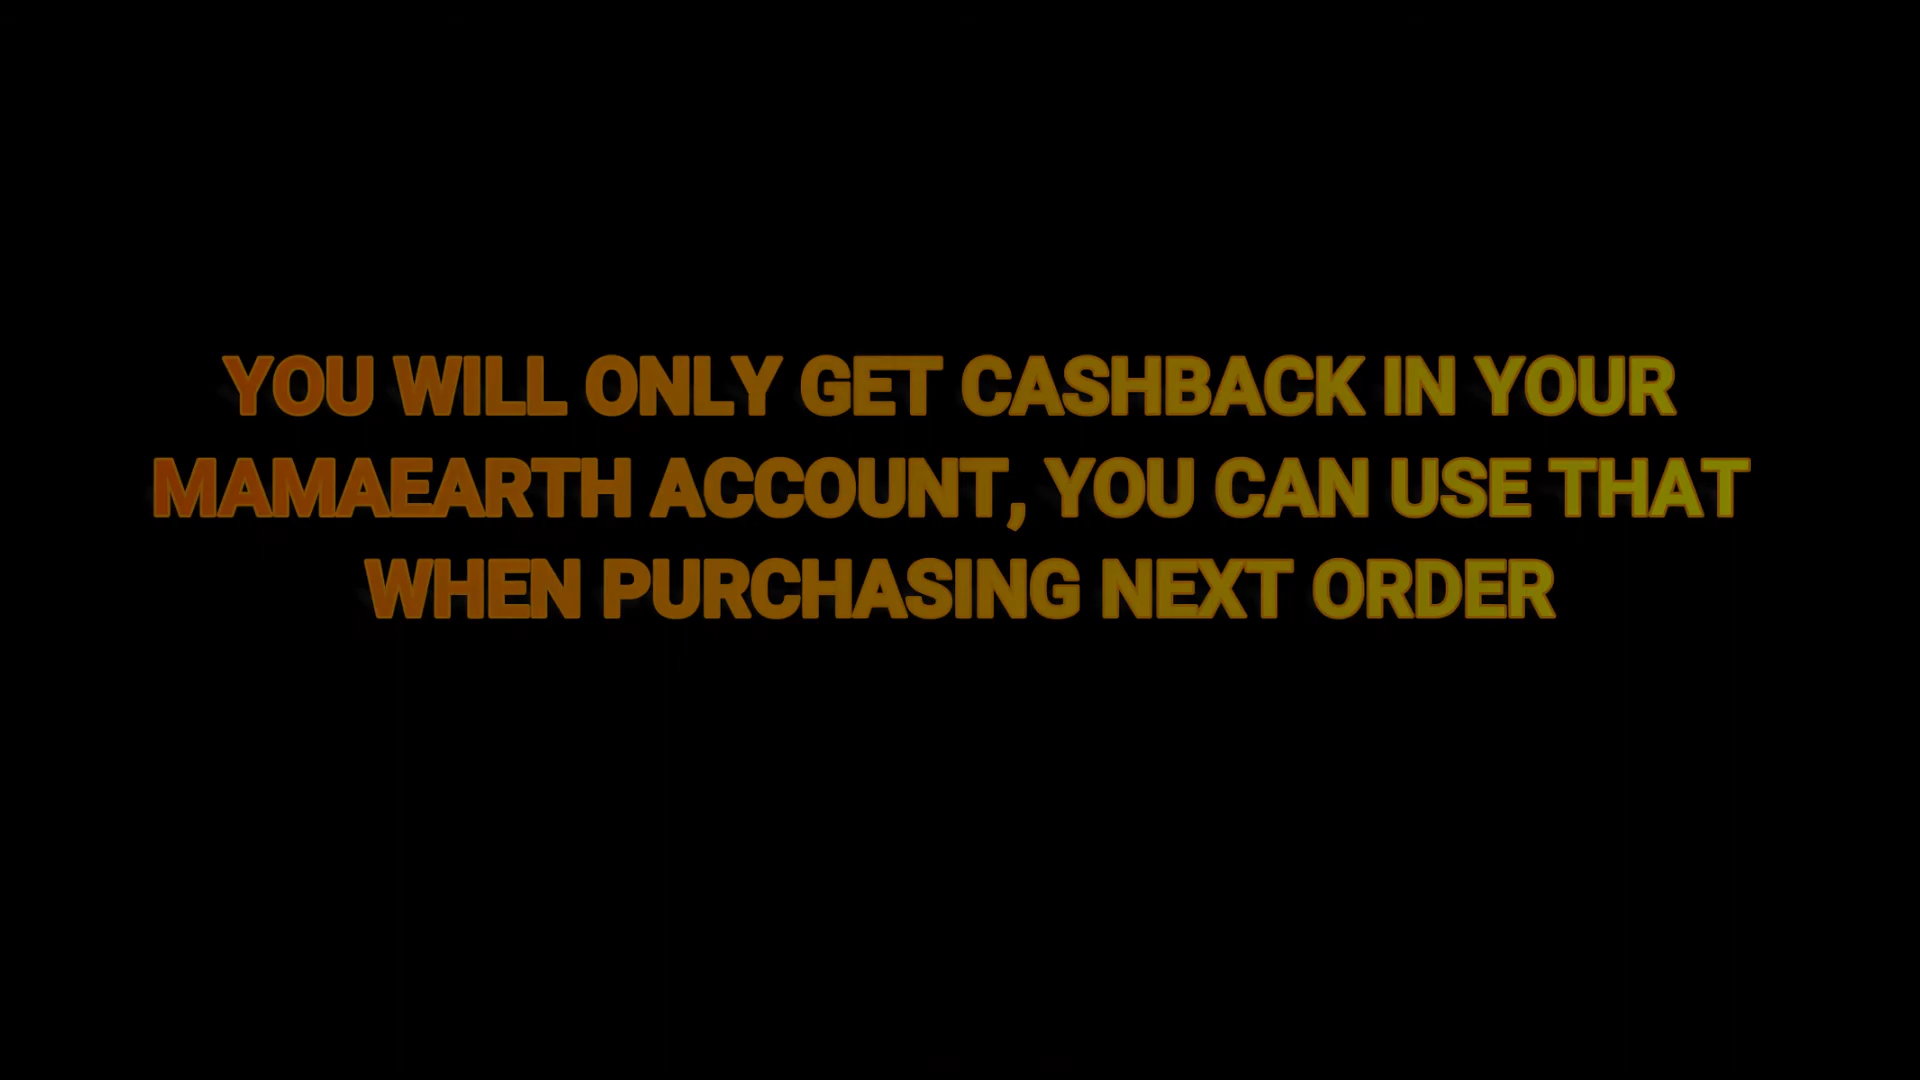 YOU WILL ONLY GET CASHBACK IN YOUR
MAMAEARTH ACCOUNT, YOU CAN USE THAT
WHEN PURCHASING NEXT ORDER